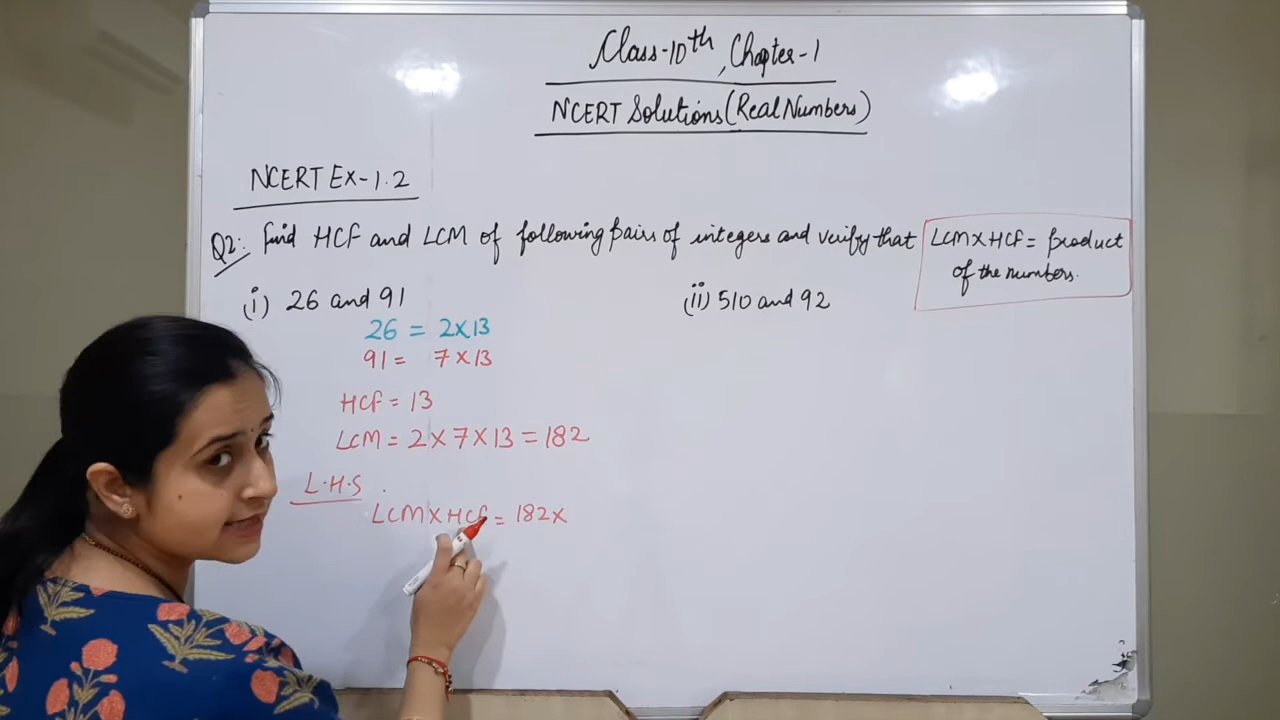 Class-10th, Chapter-1
NCERT Solutions (Real Numbers)
NCERT Ex-1.2
Q2:. find HCF and LCM of following pairs of integers and verify that LCM X HCF = product of the numbers.
(i) 26 and 91
(ii) 510 and 92
26 = 2x13
91 = 7 x 13
HCF = 13
LCM = 2 X 7 X 13 = 182
L.H.S
LCM X HCF = 182 x